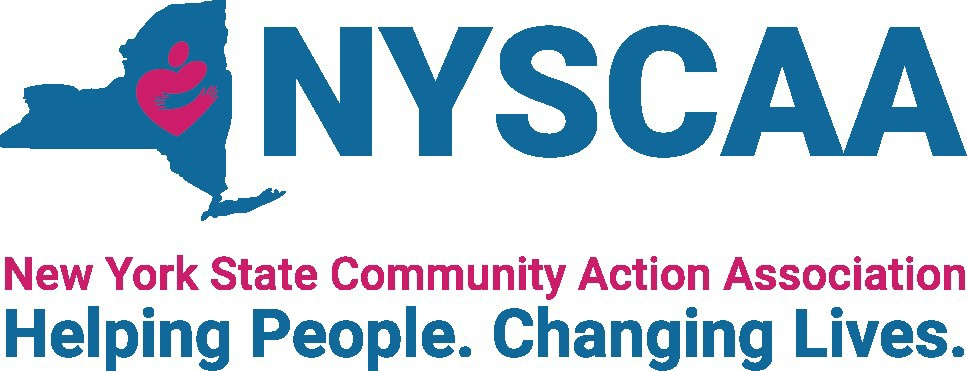 NYSCAA
New York State Community Action Association
Helping People. Changing Lives.